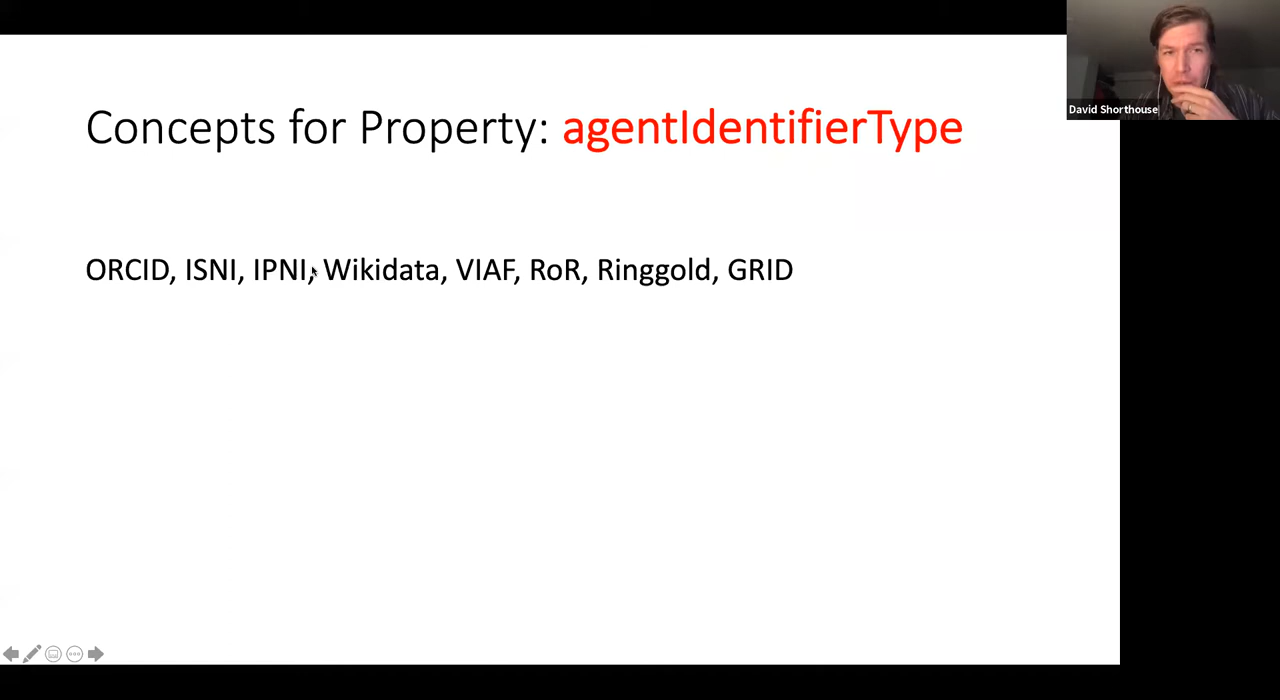 David Shorthouse
Concepts for Property: agentIdentifierType
ORCID, ISNI, IPNI, Wikidata, VIAF, RoR, Ringgold, GRID